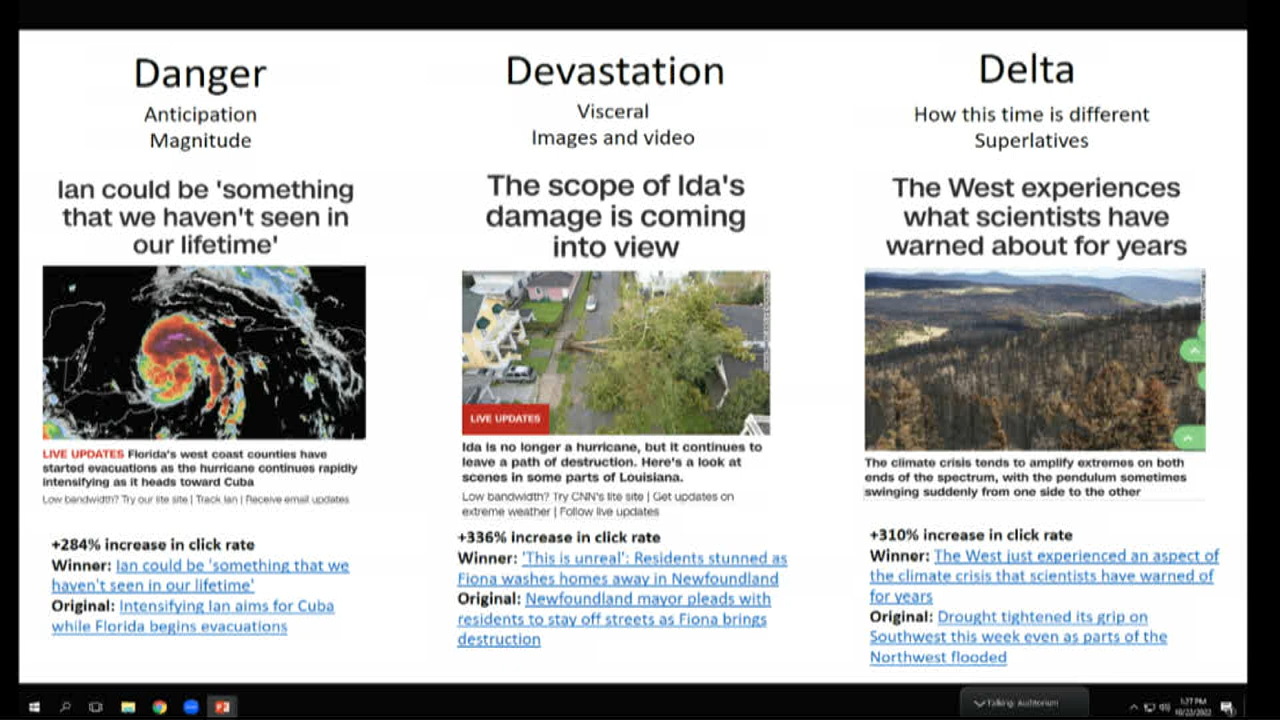 Danger
Anticipation
Magnitude
Ian could be 'something
that we haven't seen in
our lifetime'
LIVE UPDATES Florida's west coast counties have
started evacuations as the hurricane continues rapidly
intensifying as it heads toward Cuba
Low bandwidth? Try our lite site | Track Ian | Receive email updates
+284% increase in click rate
Winner: Ian could be 'something that we
haven't seen in our lifetime'
Original: Intensifying Ian aims for Cuba
while Florida begins evacuations
Devastation
Visceral
Images and video
The scope of Ida's
damage is coming
into view
LIVE UPDATES
Ida is no longer a hurricane, but it continues to
leave a path of destruction. Here's a look at
scenes in some parts of Louisiana.
Low bandwidth? Try CNN's lite site | Get updates on
extreme weather | Follow live updates
+336% increase in click rate
Winner: 'This is unreal': Residents stunned as
Fiona washes homes away in Newfoundland
Original: Newfoundland mayor pleads with
residents to stay off streets as Fiona brings
destruction
Delta
How this time is different
Superlatives
The West experiences
what scientists have
warned about for years
The climate crisis tends to amplify extremes on both
ends of the spectrum, with the pendulum sometimes
swinging suddenly from one side to the other
+310% increase in click rate
Winner: The West just experienced an aspect of
the climate crisis that scientists have warned of
for years
Original: Drought tightened its grip on
Southwest this week even as parts of the
Northwest flooded
Talking: Auditorium
1:37 PM
10/22/2022